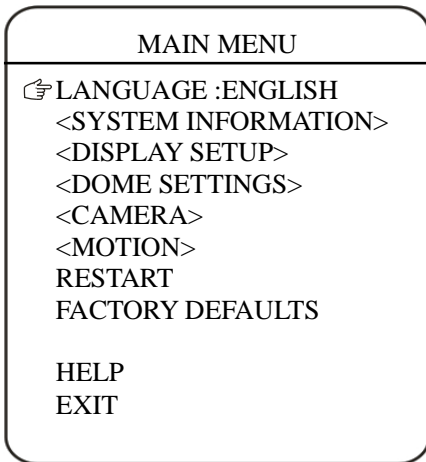 MAIN MENU
LANGUAGE :ENGLISH
<SYSTEM INFORMATION>
<DISPLAY SETUP>
<DOME SETTINGS>
<CAMERA>
<MOTION>
RESTART
FACTORY DEFAULTS
HELP
EXIT